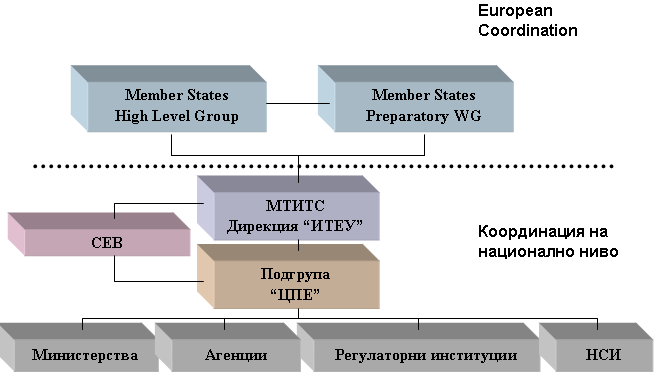 European
Coordination
Member States
High Level Group
Member States
Preparatory WG
МТИТС
Дирекция “ИТЕУ”
СЕВ
Координация на
национално ниво
Подгрупа
“ЦПЕ”
Министерства
Агенции
Регулаторни институции
НСИ